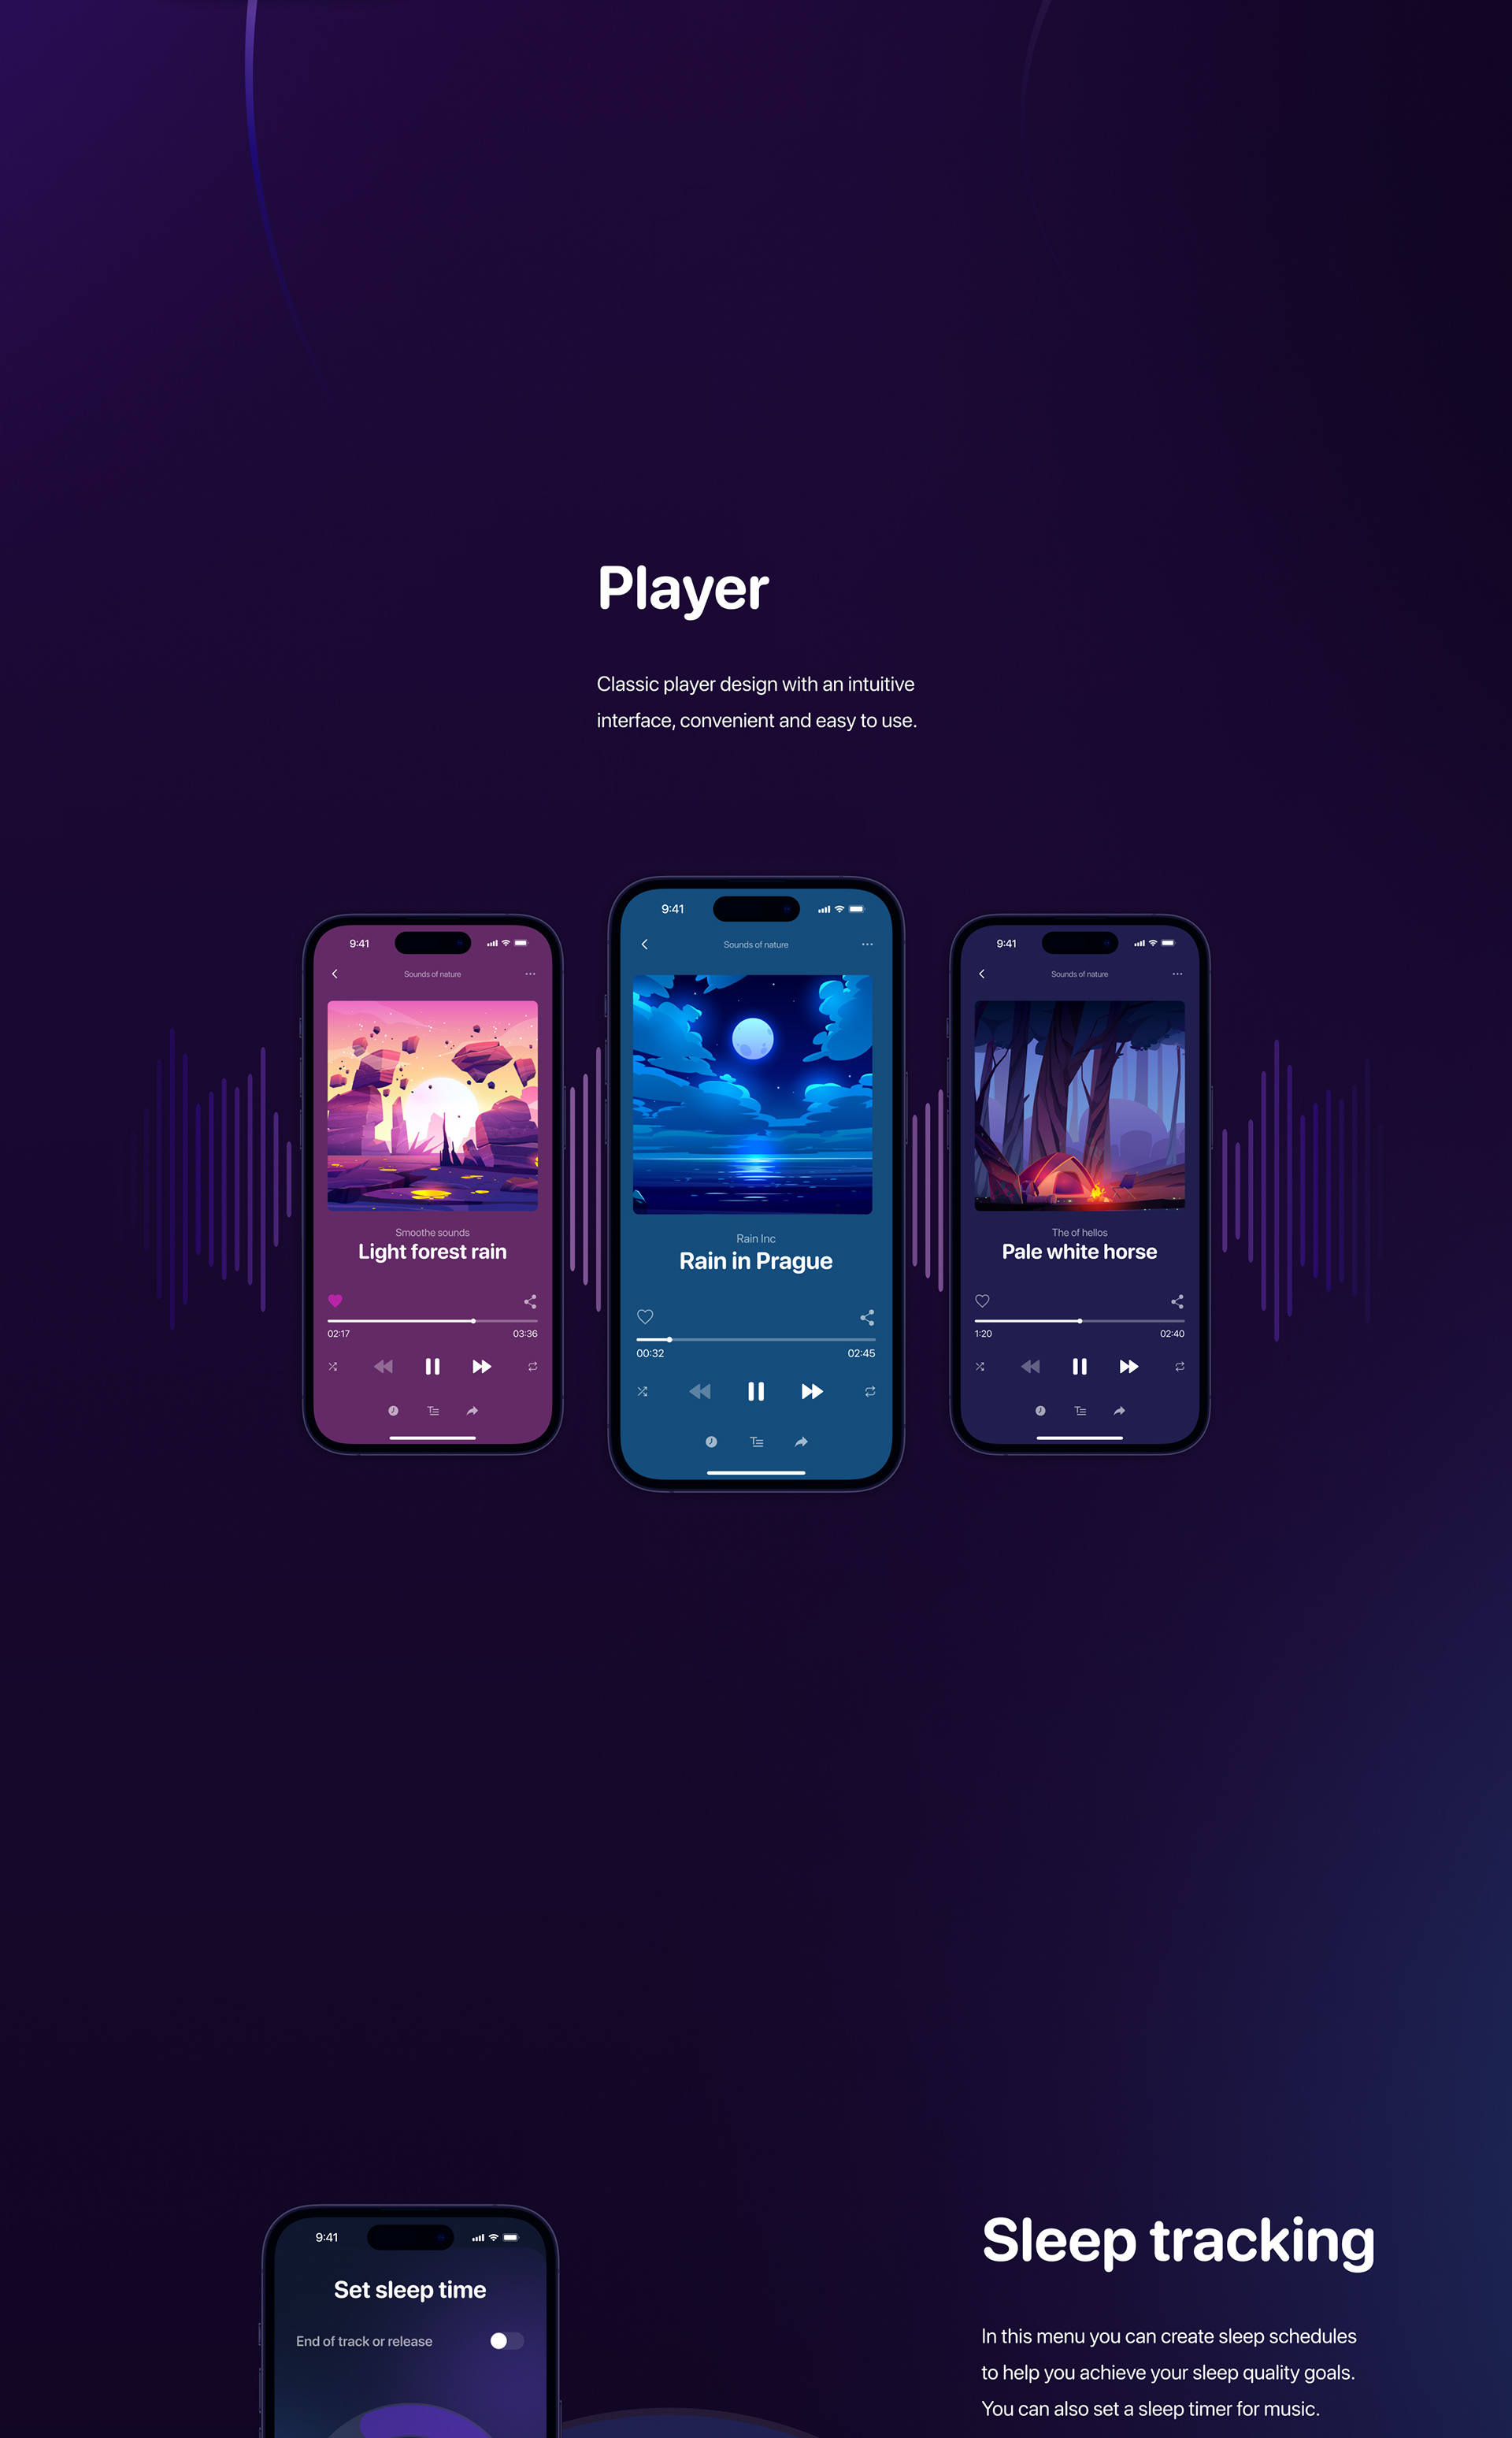 Player
Classic player design with an intuitive
interface, convenient and easy to use.
9:41
Sounds of nature
Smoothe sounds
Light forest rain
02:17
03:36
9:41
Sounds of nature
Rain Inc
Rain in Prague
00:32
02:45
9:41
Sounds of nature
The of hellos
Pale white horse
1:20
02:40
9:41
Set sleep time
End of track or release
Sleep tracking
In this menu you can create sleep schedules
to help you achieve your sleep quality goals.
You can also set a sleep timer for music.